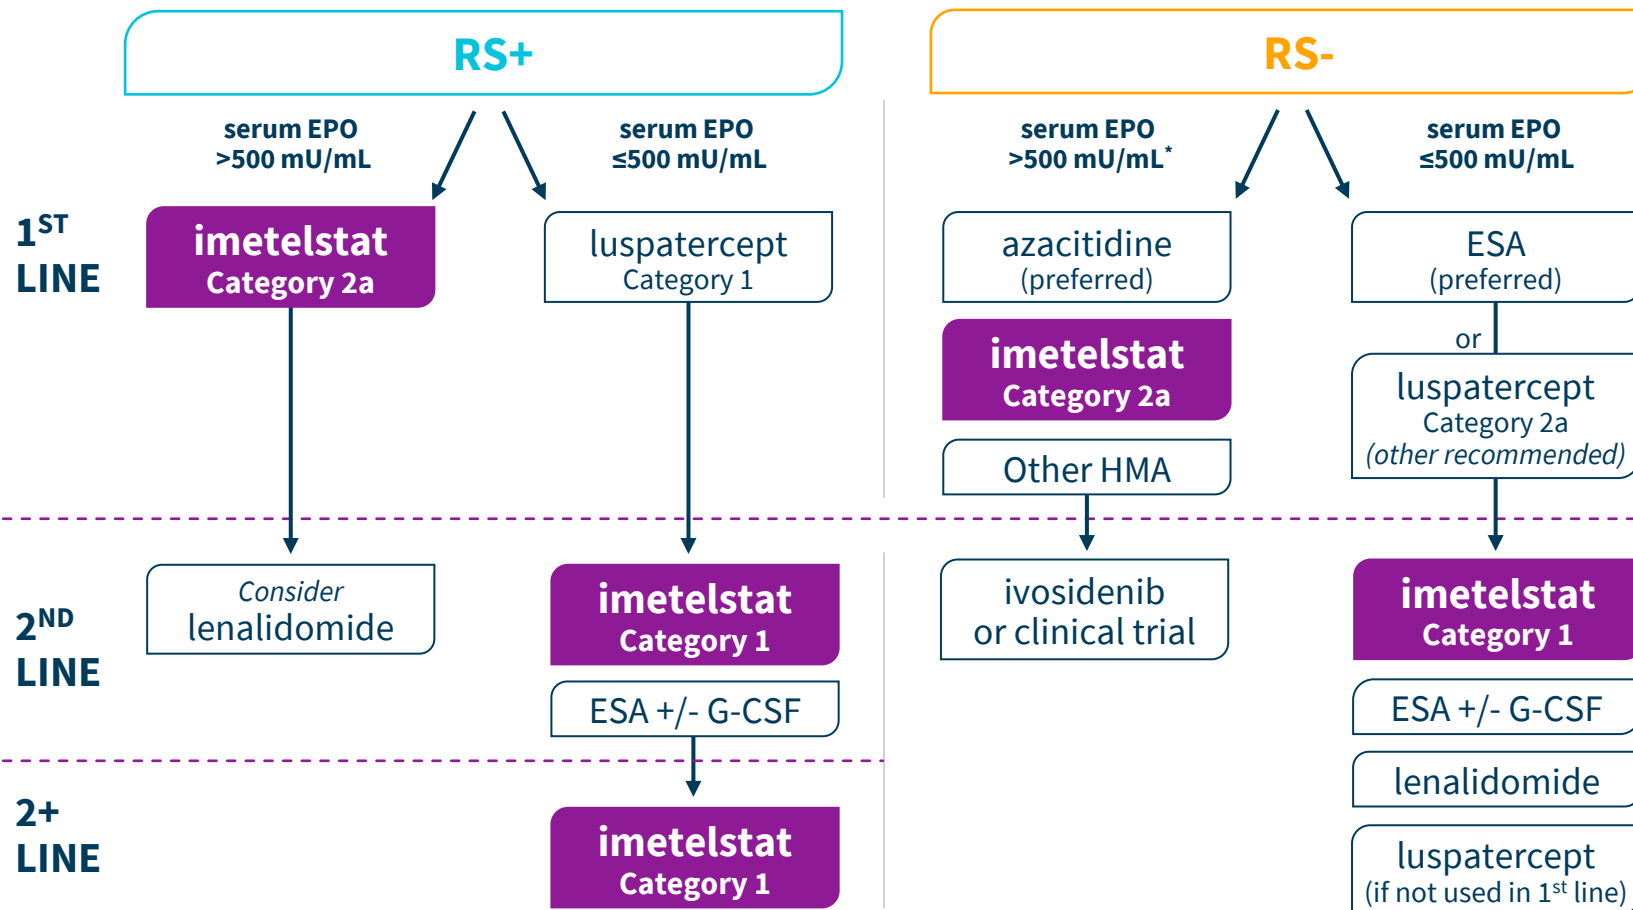 RS+
RS-
serum EPO
>500 mU/mL
serum EPO
≤500 mU/mL
serum EPO
>500 mU/mL*
serum EPO
≤500 mU/mL
1ST
LINE
imetelstat
Category 2a
luspatercept
Category 1
azacitidine
(preferred)
imetelstat
Category 2a
Other HMA
ESA
(preferred)
or
luspatercept
Category 2a
(other recommended)
2ND
LINE
Consider
lenalidomide
imetelstat
Category 1
ESA +/- G-CSF
ivosidenib
or clinical trial
imetelstat
Category 1
ESA +/- G-CSF
lenalidomide
luspatercept
(if not used in 1st line)
2+
LINE
imetelstat
Category 1